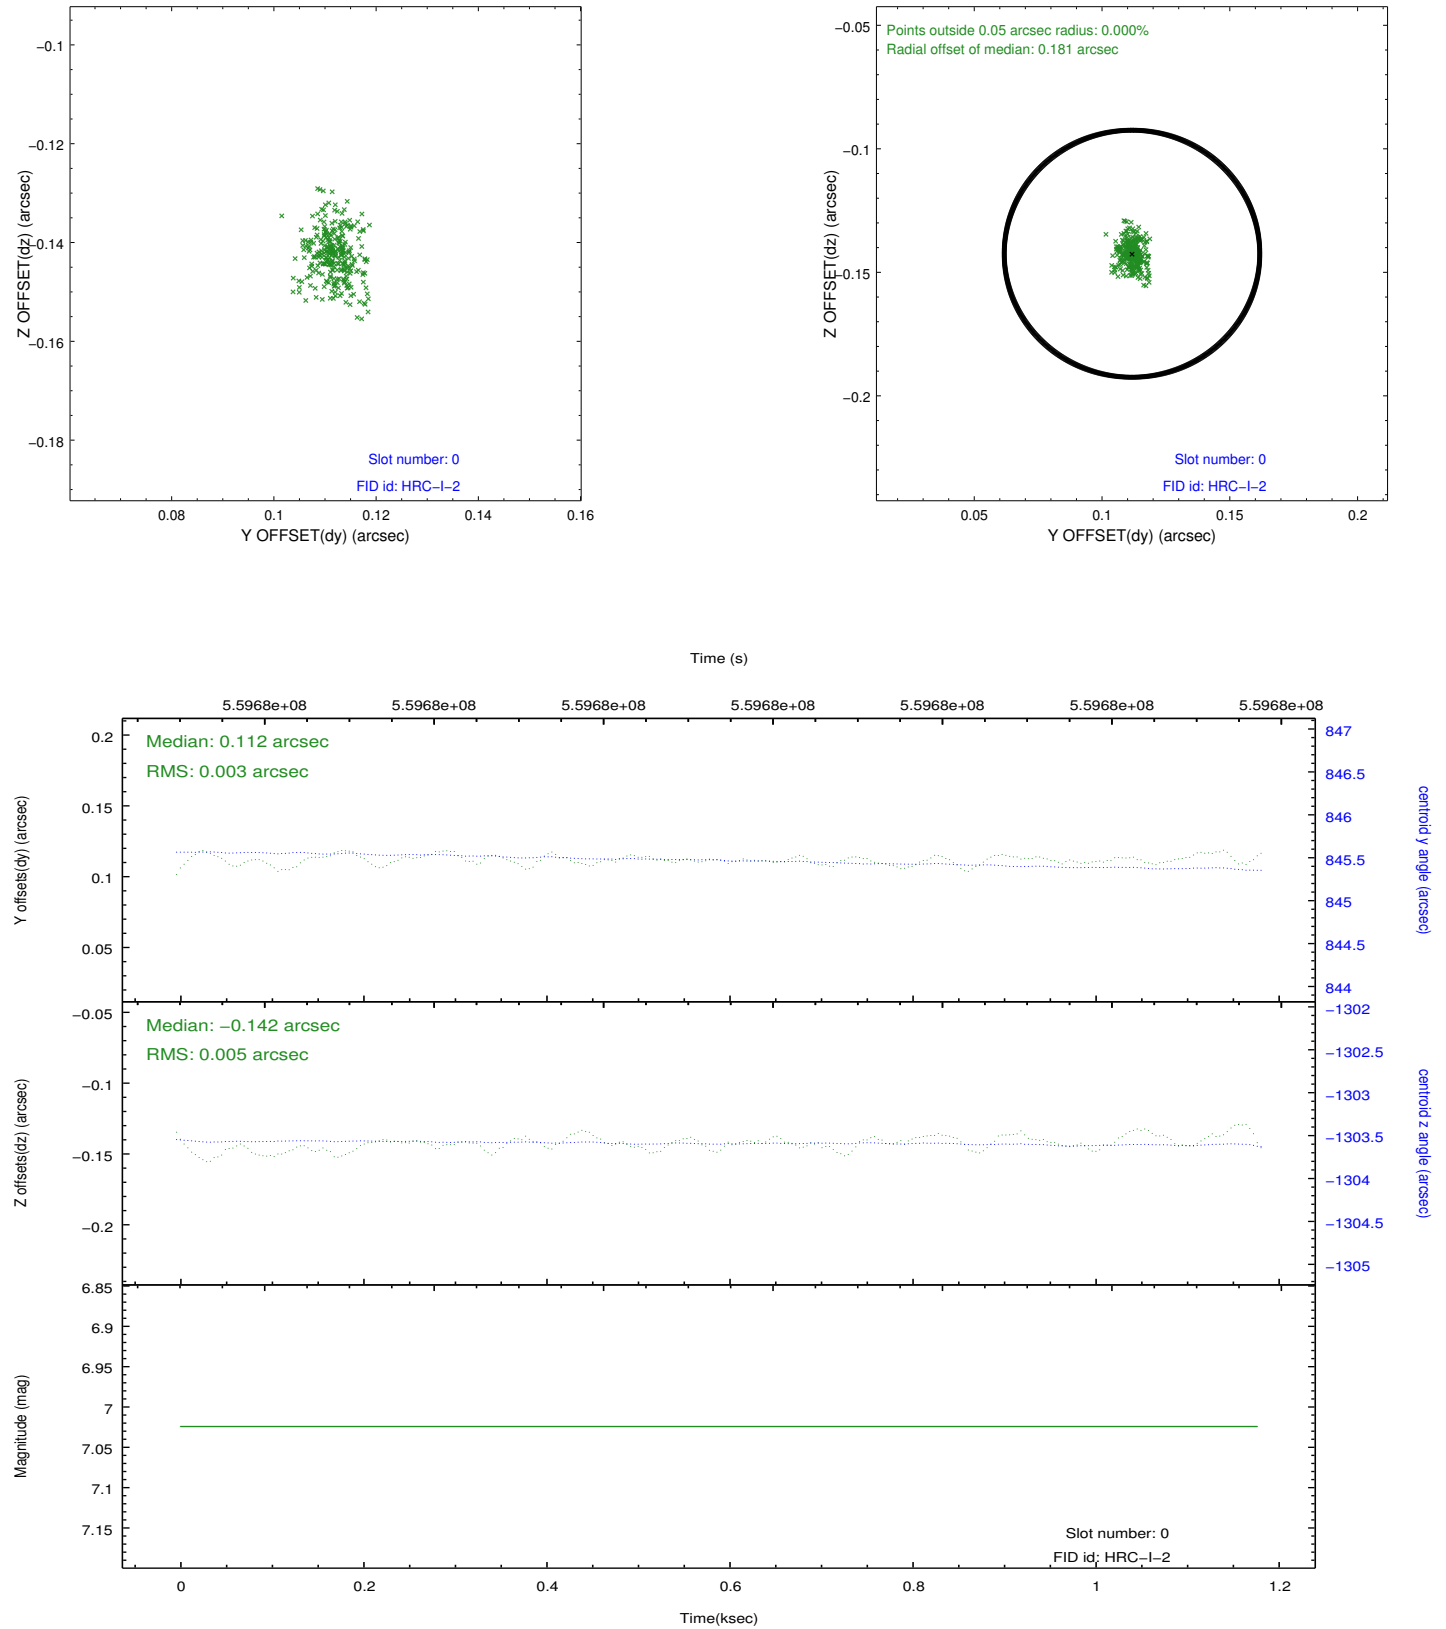 −0.1
−0.12
−0.14
−0.16
−0.18
Z OFFSET(dz) (arcsec)
Slot number: 0
FID id: HRC−I−2
0.08 0.1 0.12 0.14 0.16
Y OFFSET(dy) (arcsec)
Points outside 0.05 arcsec radius: 0.000%
Radial offset of median: 0.181 arcsec
−0.05
−0.1
−0.15
−0.2
Z OFFSET(dz) (arcsec)
Slot number: 0
FID id: HRC−I−2
0.05 0.1 0.15 0.2
Y OFFSET(dy) (arcsec)
Time (s)
5.5968e+08 5.5968e+08 5.5968e+08 5.5968e+08 5.5968e+08 5.5968e+08 5.5968e+08
Median: 0.112 arcsec
RMS: 0.003 arcsec
0.2
0.15
0.1
0.05
Y offsets(dy) (arcsec)
847
846.5
846
845.5
845
844.5
844
centroid y angle (arcsec)
Median: −0.142 arcsec
RMS: 0.005 arcsec
−0.05
−0.1
−0.15
−0.2
Z offsets(dz) (arcsec)
−1302
−1302.5
−1303
−1303.5
−1304
−1304.5
−1305
centroid z angle (arcsec)
6.85
6.9
6.95
7
7.05
7.1
7.15
Magnitude (mag)
Slot number: 0
FID id: HRC−I−2
0 0.2 0.4 0.6 0.8 1 1.2
Time(ksec)